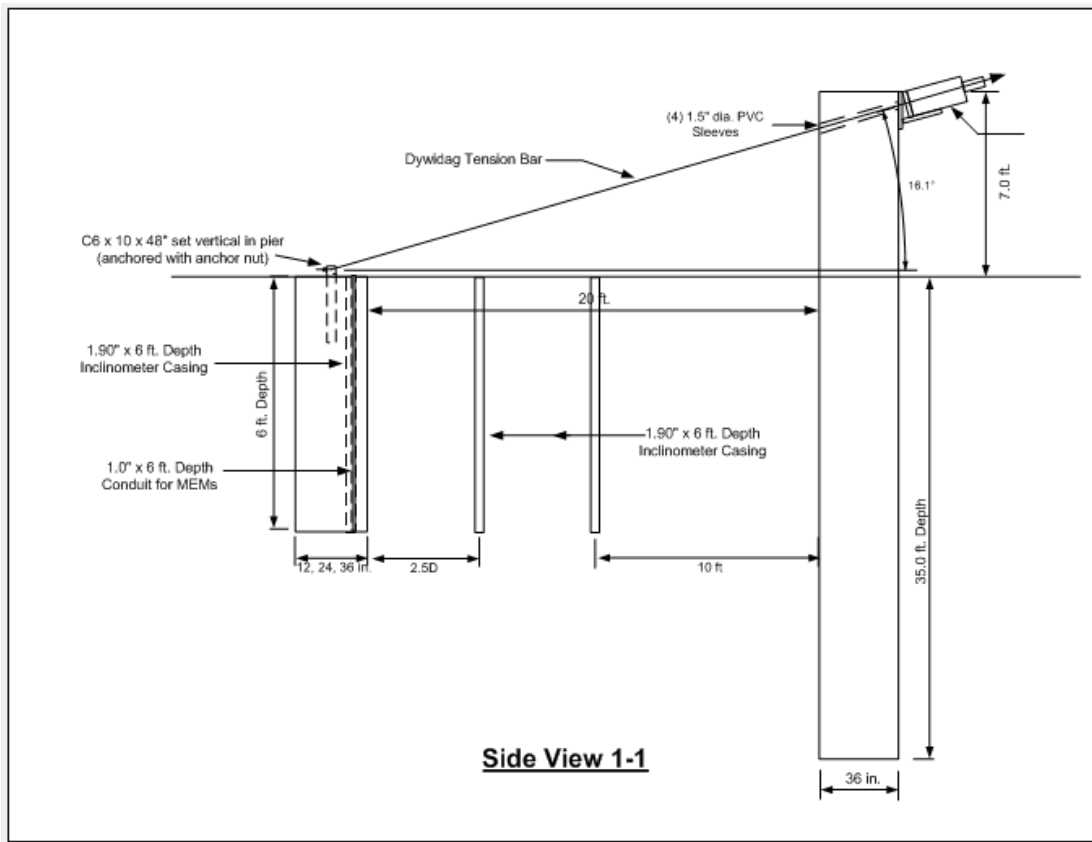 (4) 1.5" dia. PVC
Sleeves
Dywidag Tension Bar
16.1°
7.0 ft.
C6 x 10 x 48" set vertical in pier
(anchored with anchor nut)
20 ft.
1.90" x 6 ft. Depth
Inclinometer Casing
6 ft. Depth
1.90" x 6 ft. Depth
Inclinometer Casing
1.0" x 6 ft. Depth
Conduit for MEMs
35.0 ft. Depth
12, 24, 36 in.
2.5D
10 ft
Side View 1-1
36 in.